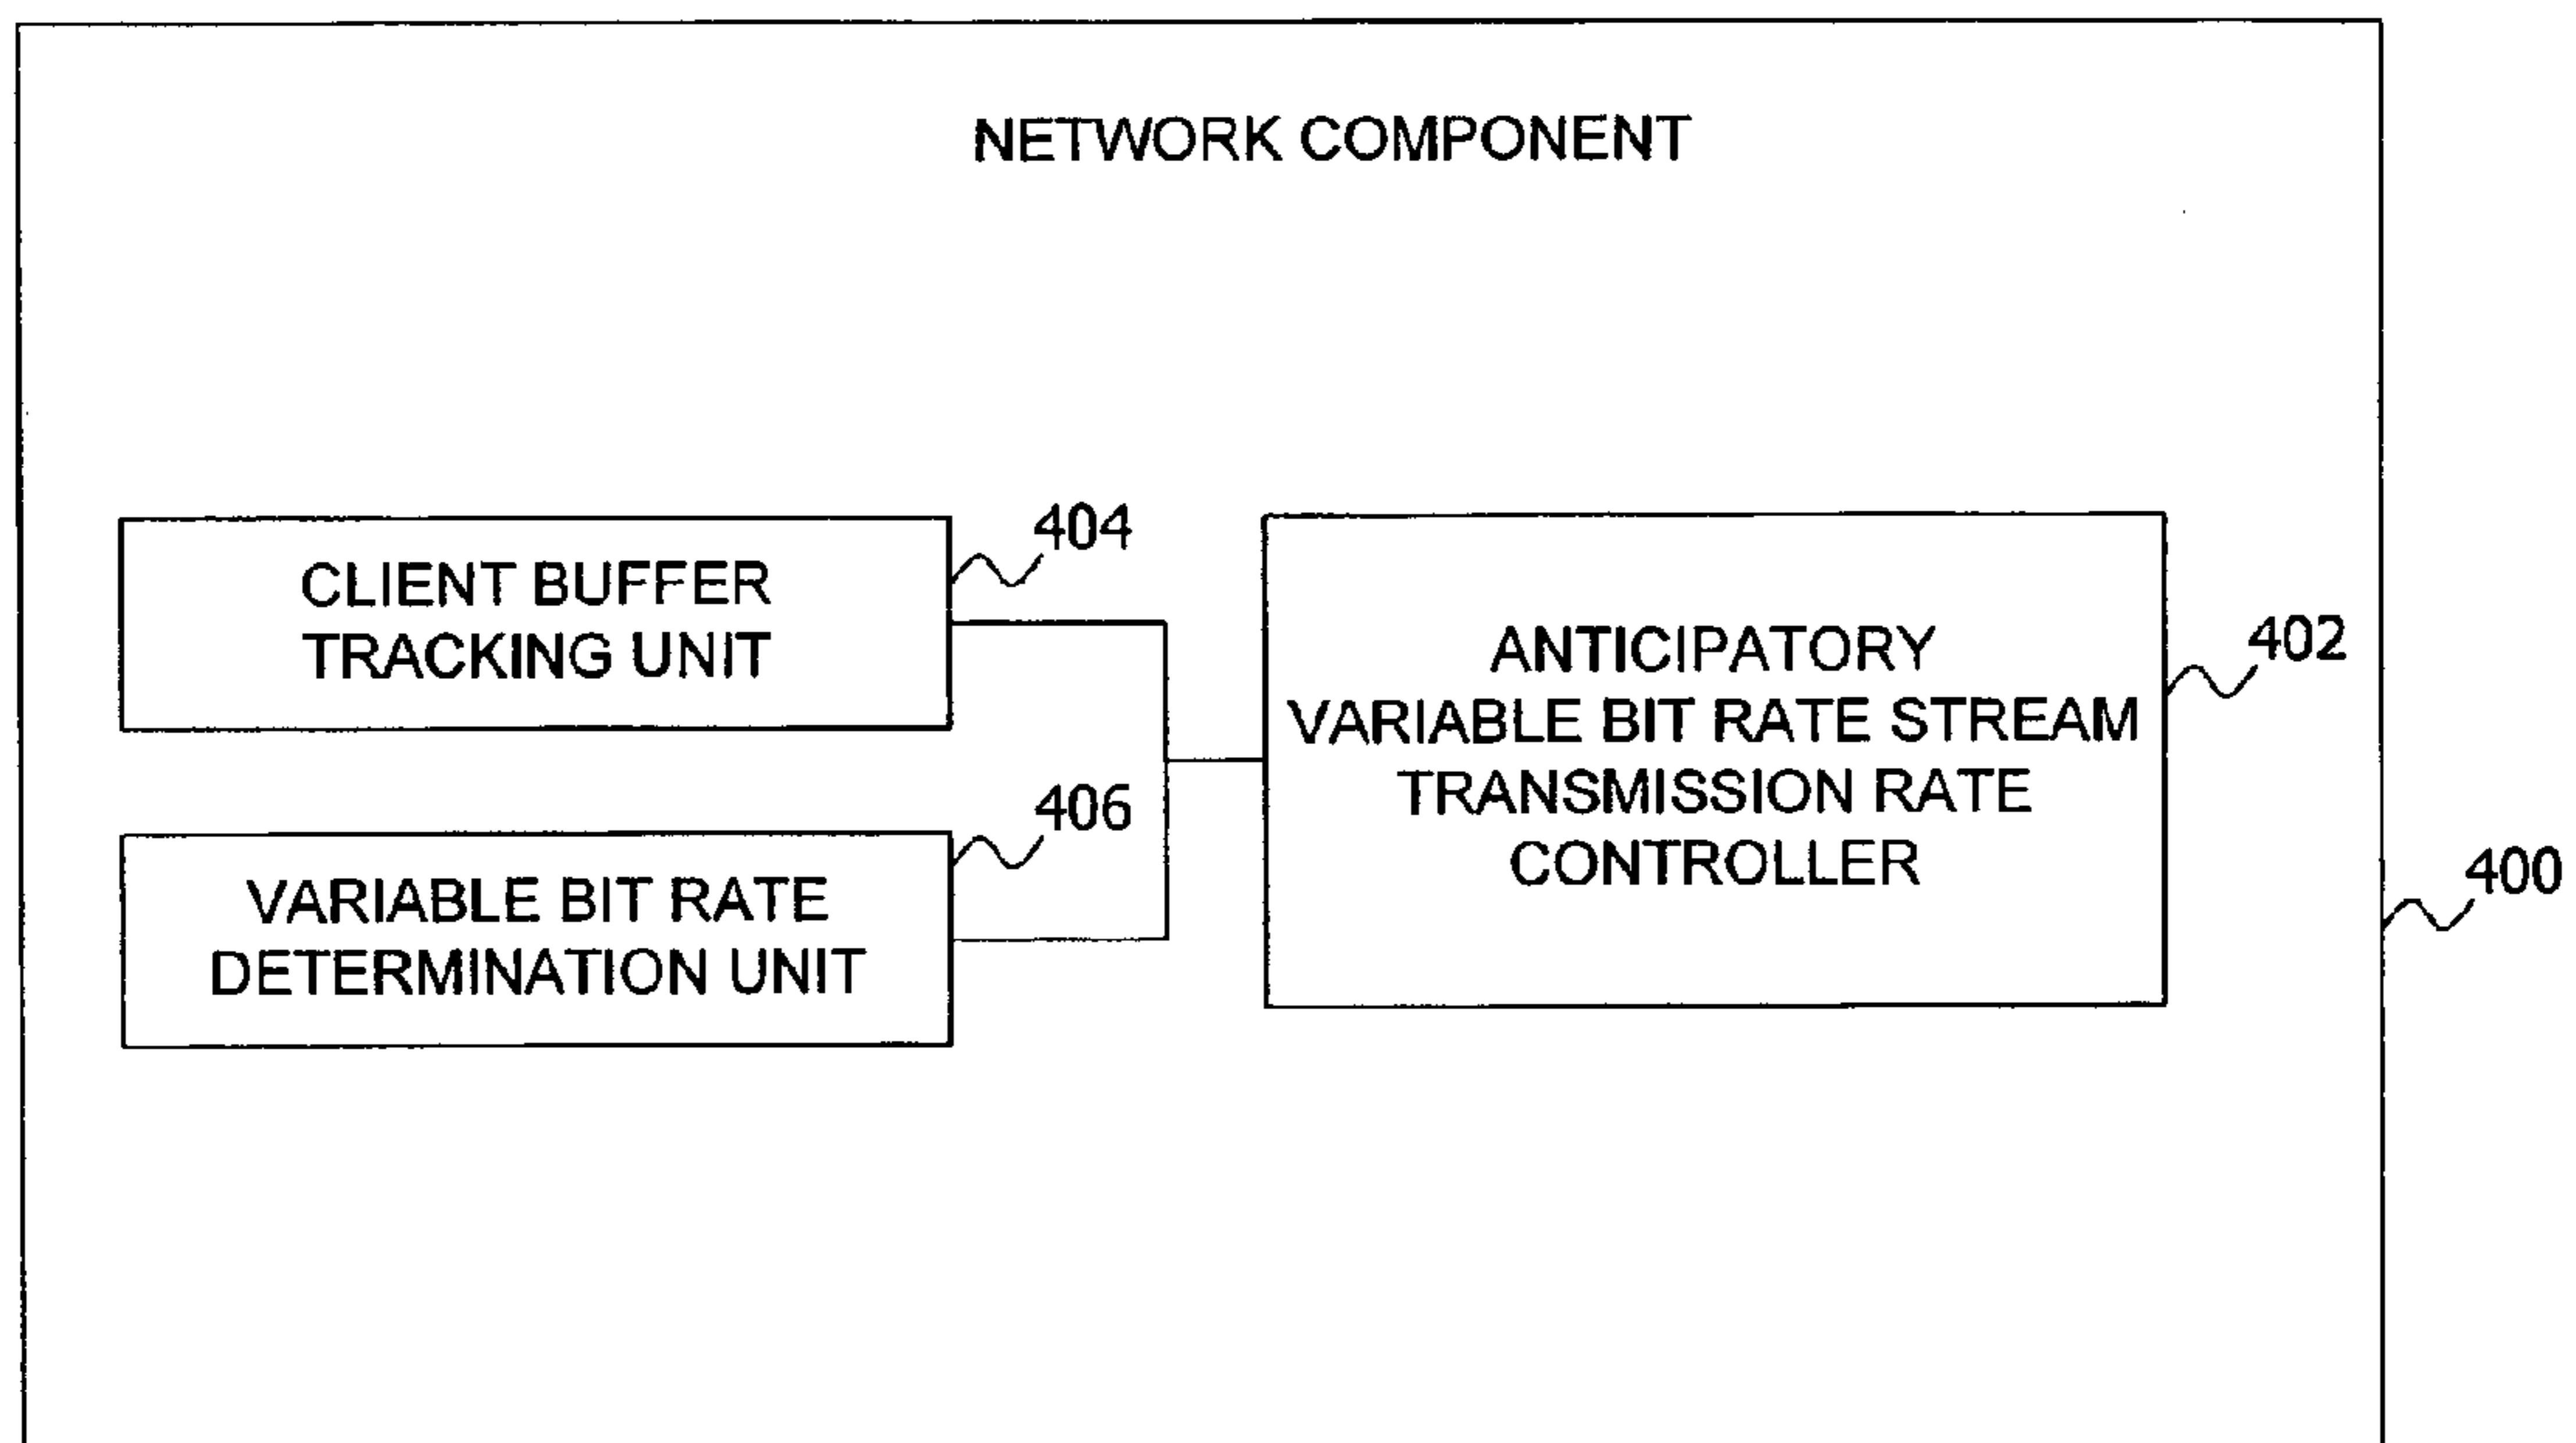 NETWORK COMPONENT
404
CLIENT BUFFER
TRACKING UNIT
406
VARIABLE BIT RATE
DETERMINATION UNIT
ANTICIPATORY
VARIABLE BIT RATE STREAM
TRANSMISSION RATE
CONTROLLER
402
400